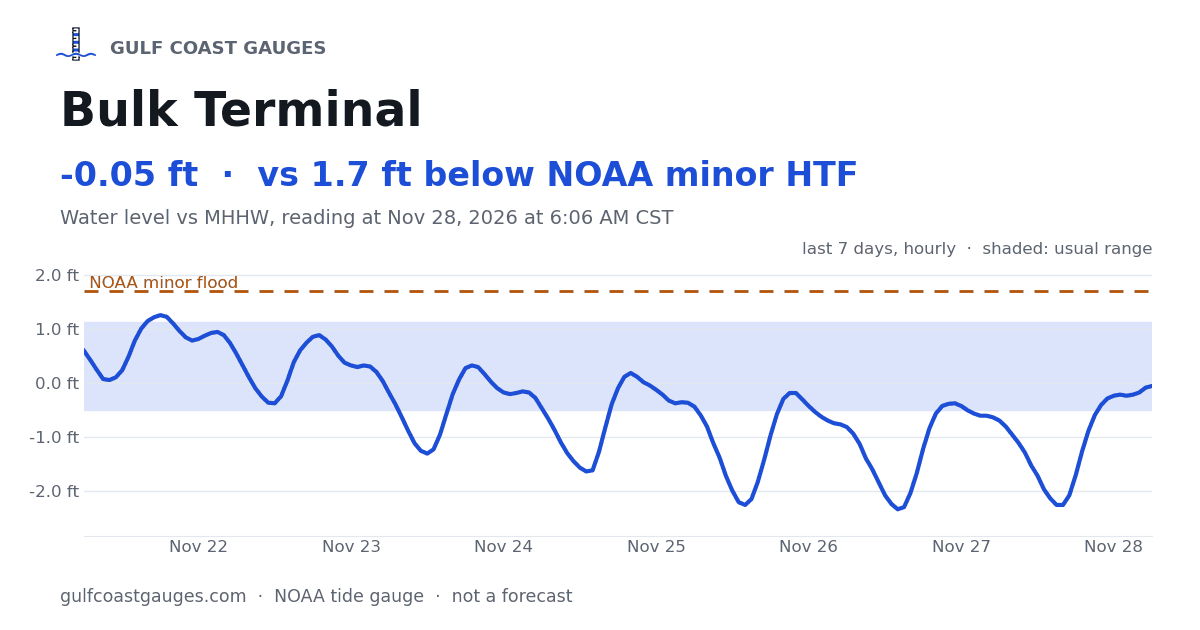 GULF COAST GAUGES
Bulk Terminal
-0.05 ft · vs 1.7 ft below NOAA minor HTF
Water level vs MHHW, reading at Nov 28, 2026 at 6:06 AM CST
last 7 days, hourly · shaded: usual range
2.0 ft
NOAA minor flood
1.0 ft
0.0 ft
-1.0 ft
-2.0 ft
Nov 22 Nov 23 Nov 24 Nov 25 Nov 26 Nov 27 Nov 28
gulfcoastgauges.com · NOAA tide gauge · not a forecast